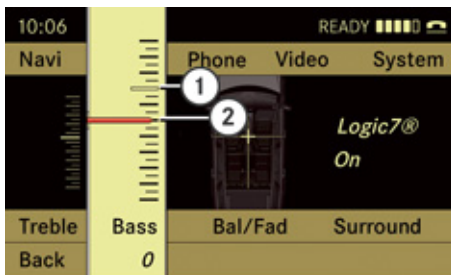 10:06 READY
Navi Phone Video System
1
2
Logic7®
On
Treble Bass Bal/Fad Surround
Back 0